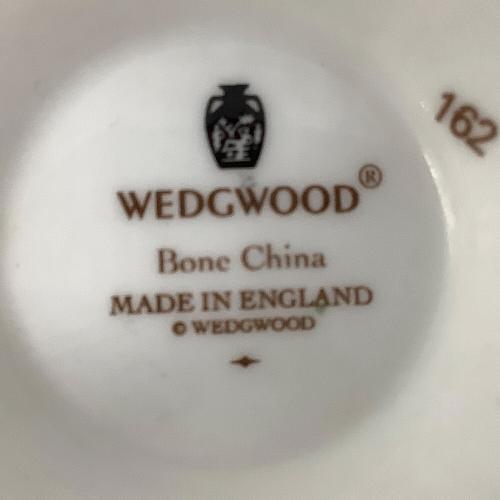 WEDGWOOD®
Bone China
MADE IN ENGLAND
© WEDGWOOD
162